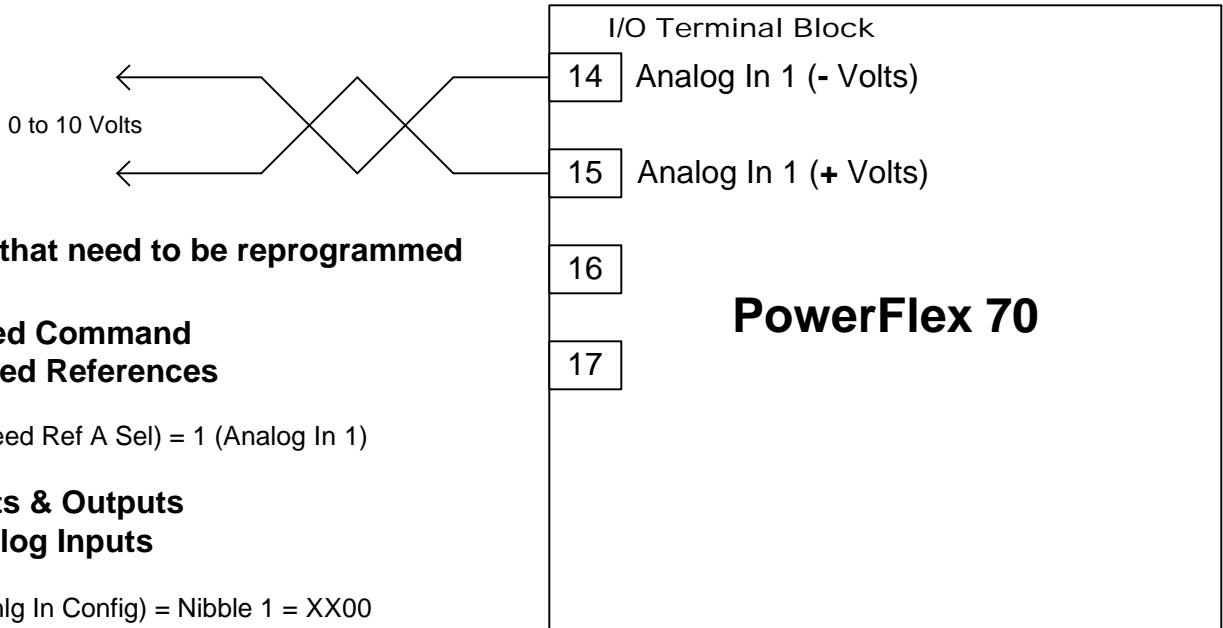 I/O Terminal Block
14 Analog In 1 (- Volts)
0 to 10 Volts
15 Analog In 1 (+ Volts)
that need to be reprogrammed
16
PowerFlex 70
ed Command
ed References
17
eed Ref A Sel) = 1 (Analog In 1)
ts & Outputs
log Inputs
nlg In Config) = Nibble 1 = XX00